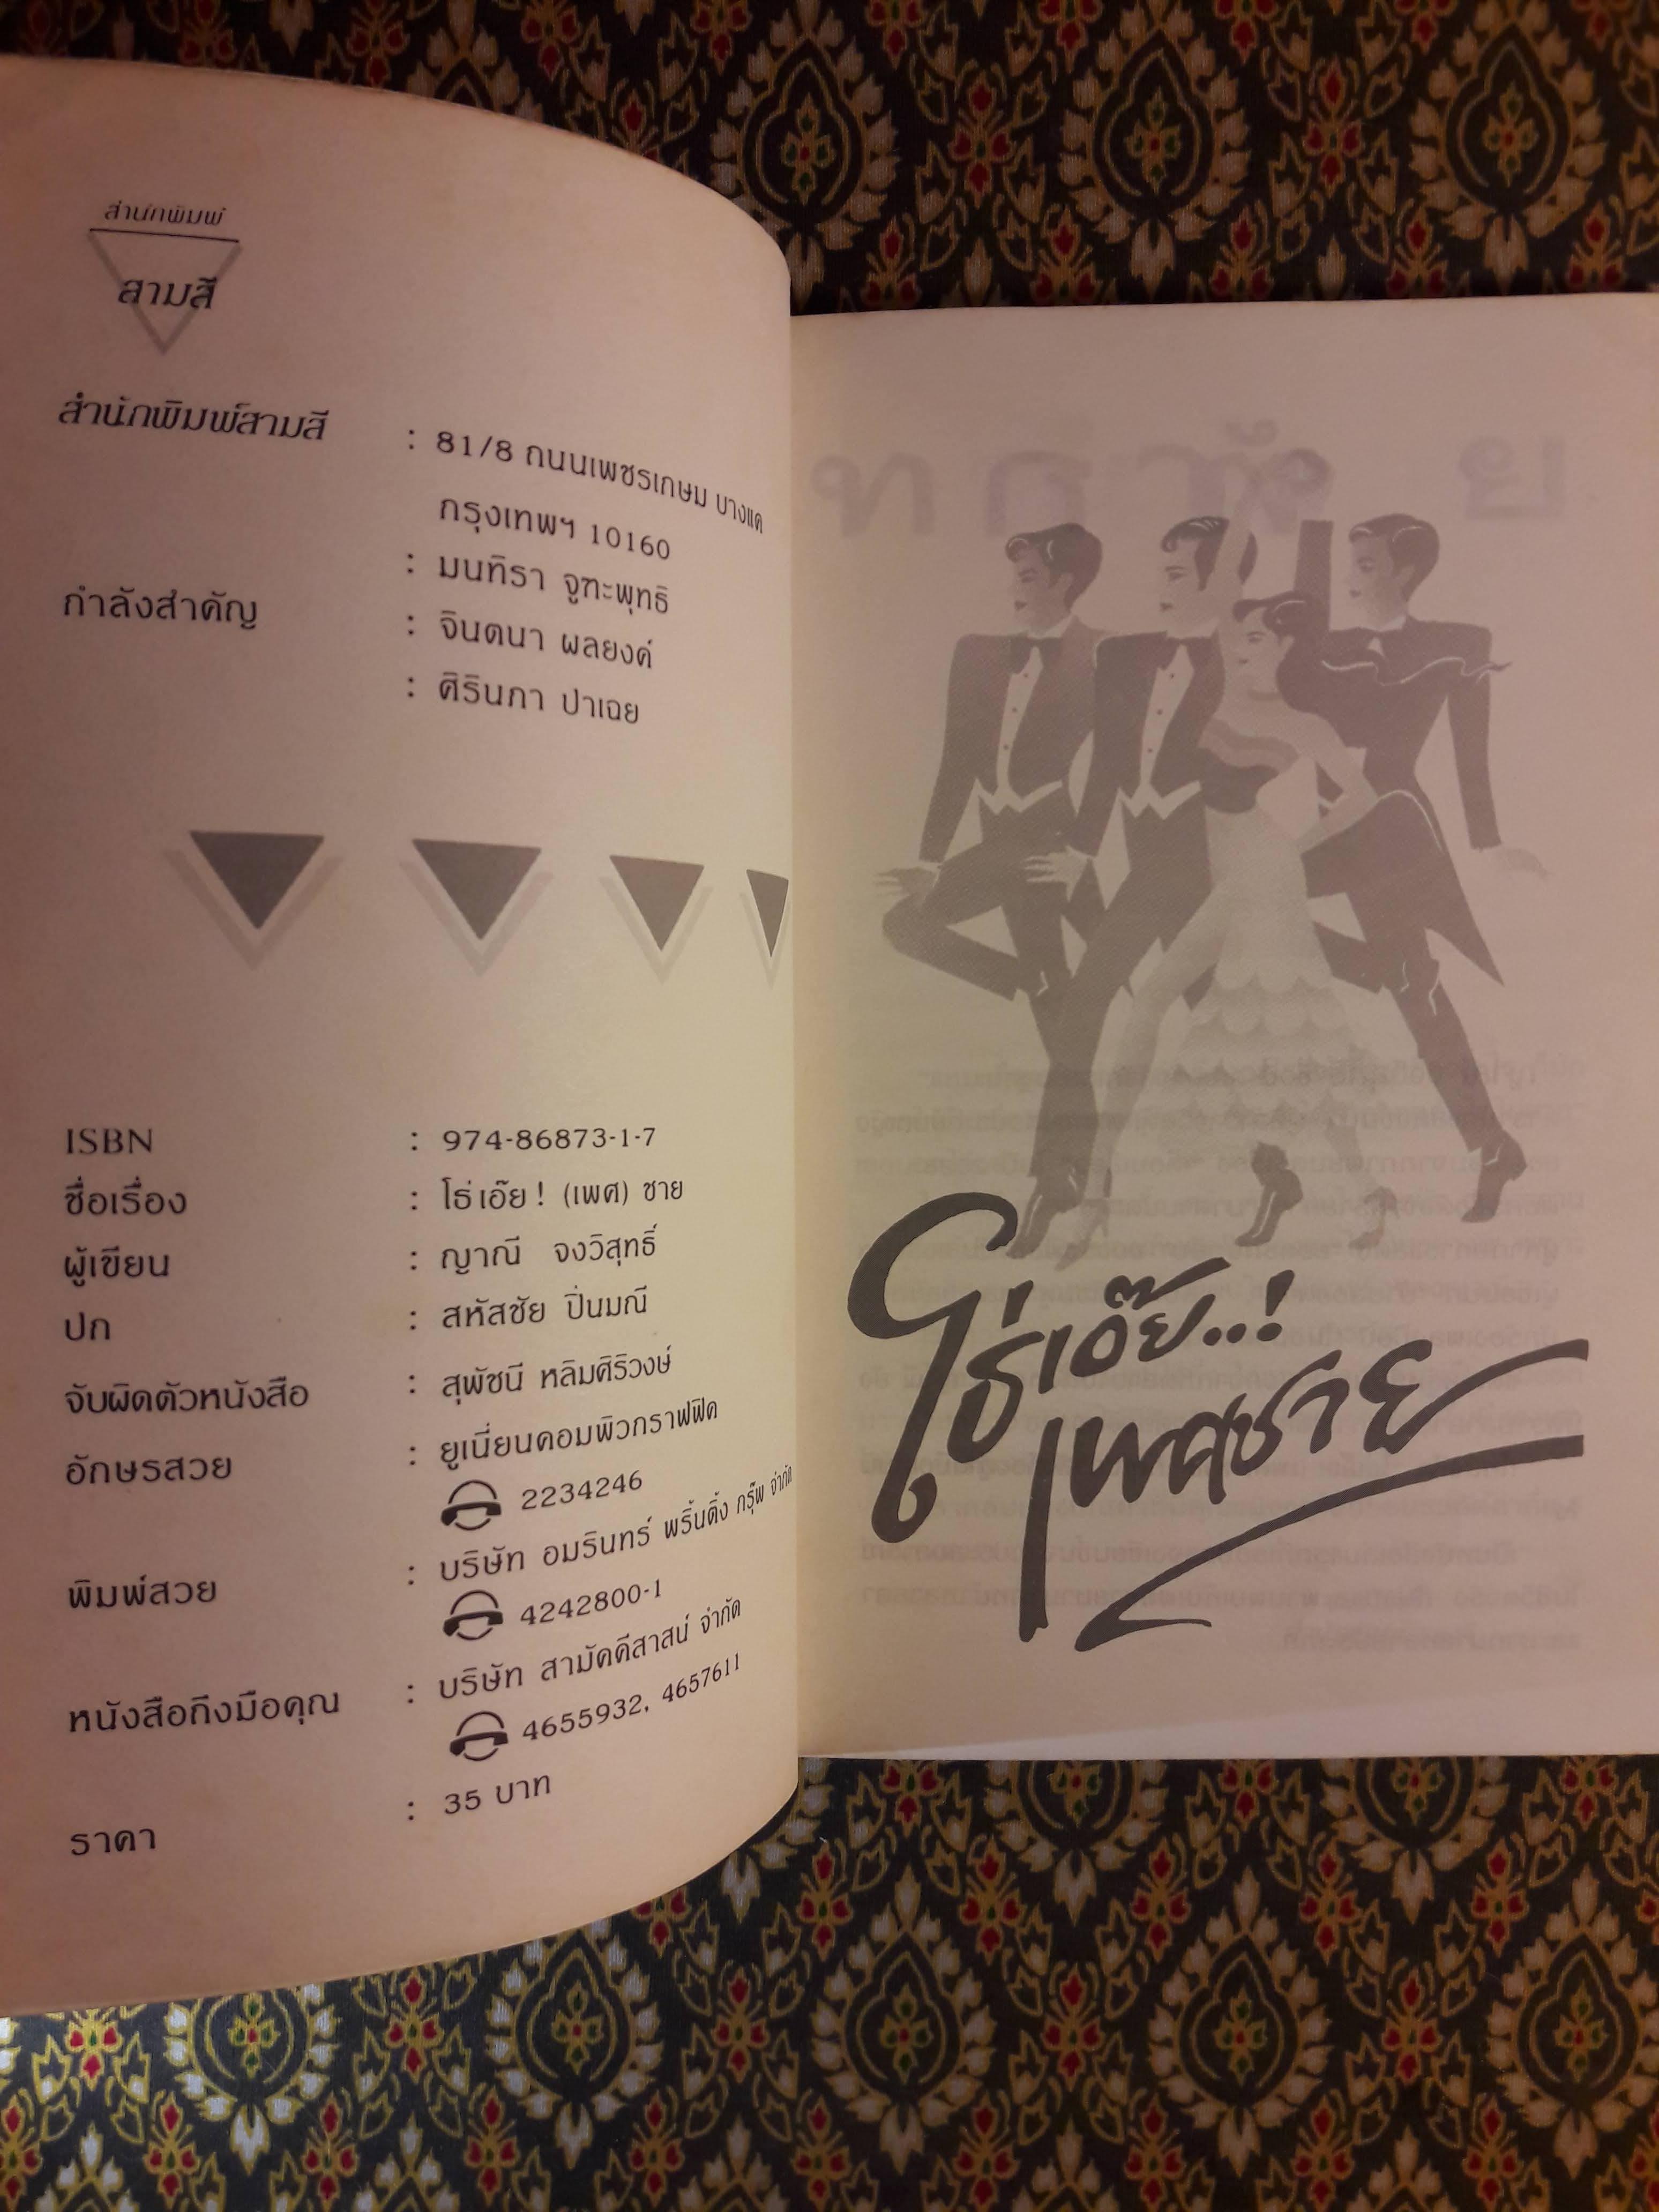 สำนักพิมพ์
สามสี
สำนักพิมพ์สามสี : 81/8 ถนนเพชรเกษม บางแค
กรุงเทพฯ 10160
กำลังสำคัญ : มนทิรา จูฑะพุทธิ
: จินตนา ผลยงค์
: ศิรินภา ปาเฉย
ISBN : 974-86873-1-7
ชื่อเรื่อง : โธ่เอ๊ย! (เพศ) ชาย
ผู้เขียน : ญาณี จงวิสุทธิ์
ปก : สหัสชัย ปิ่นมณี
จับผิดตัวหนังสือ : สุพัชนี หลิมศิริวงษ์
อักษรสวย : ยูเนี่ยนคอมพิวกราฟฟิค
2234246
พิมพ์สวย : บริษัท อมรินทร์ พริ้นติ้ง กรุ๊พ จำกัด
4242800-1
หนังสือถึงมือคุณ : บริษัท สามัคคีสาสน์ จำกัด
4655932, 4657611
ราคา : 35 บาท
โธ่เอ๊ย..!
เพศชาย